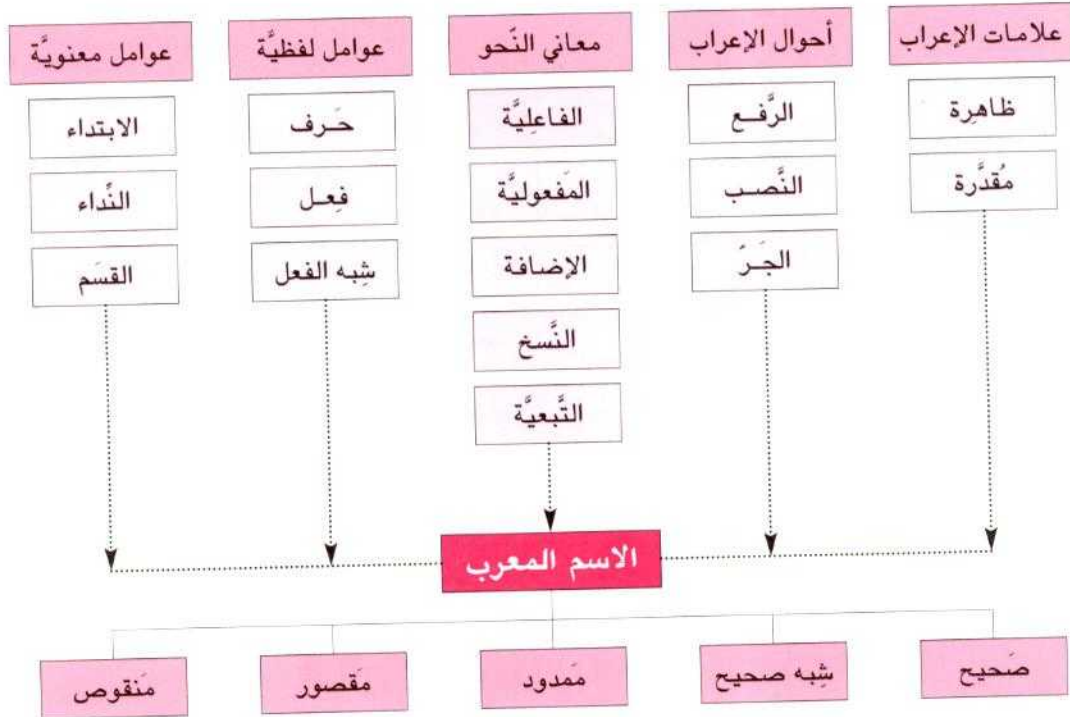 علامات الإعراب
ظاهِرة
مُقدَّرة
أحوال الإعراب
الرَّفـع
النَّصـب
الجَـرّ
معاني النّحو
الفاعِليَّة
المَفعوليَّة
الإضافة
النَّسخ
التَّبعيَّة
عوامل لفظيَّة
حَـرف
فِعـل
شِبه الفعل
عوامل معنويَّة
الابتداء
النِّداء
القسَم
الاسم المعرب
صَحيح
شِبه صحيح
مَمدود
مَقصور
مَنقوص